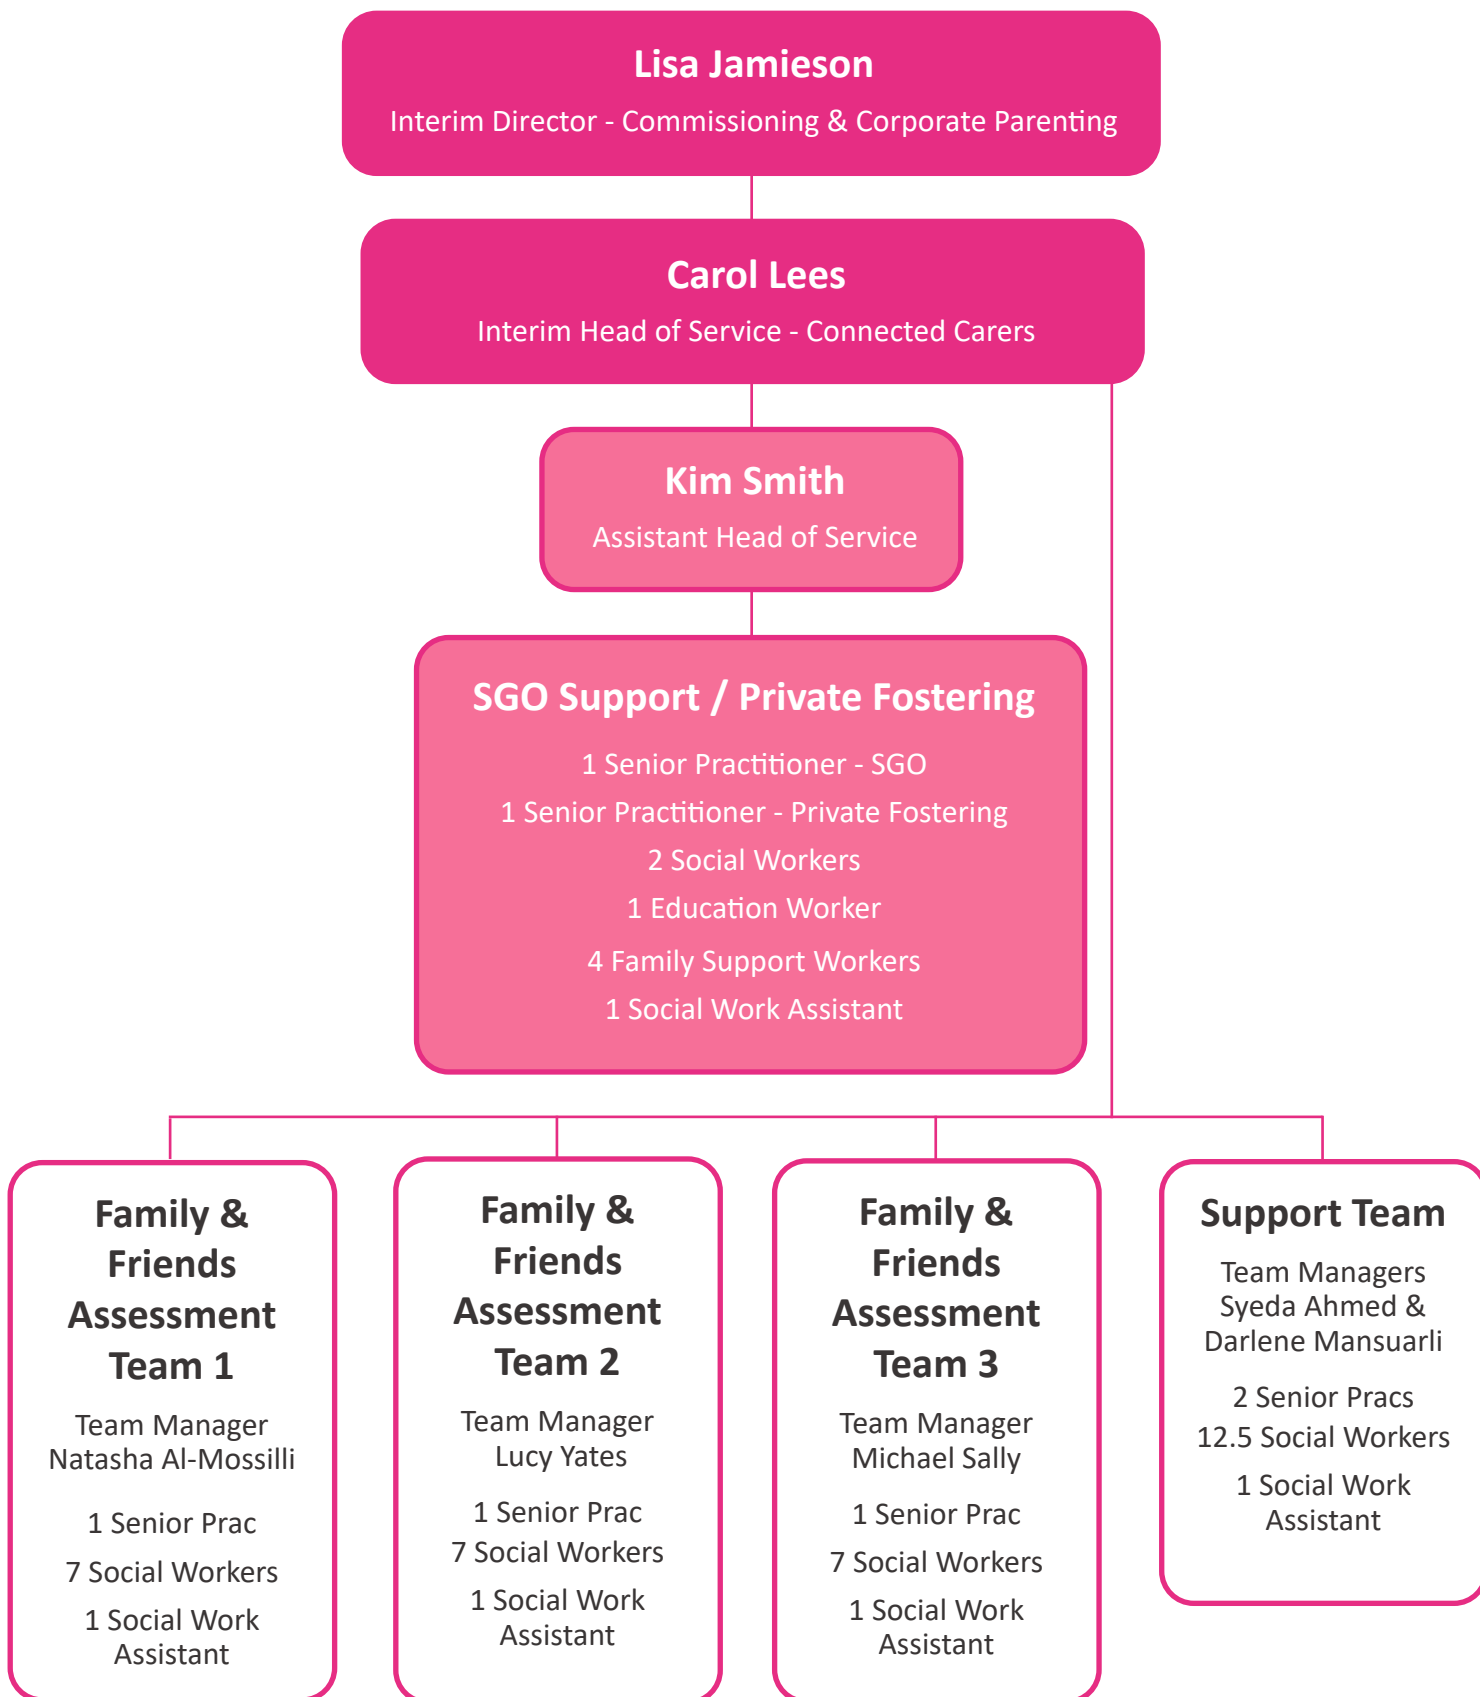 Lisa Jamieson
Interim Director - Commissioning & Corporate Parenting
Carol Lees
Interim Head of Service - Connected Carers
Kim Smith
Assistant Head of Service
SGO Support / Private Fostering
1 Senior Practitioner - SGO
1 Senior Practitioner - Private Fostering
2 Social Workers
1 Education Worker
4 Family Support Workers
1 Social Work Assistant
Family &
Friends
Assessment
Team 1
Team Manager
Natasha Al-Mossilli
1 Senior Prac
7 Social Workers
1 Social Work
Assistant
Family &
Friends
Assessment
Team 2
Team Manager
Lucy Yates
1 Senior Prac
7 Social Workers
1 Social Work
Assistant
Family &
Friends
Assessment
Team 3
Team Manager
Michael Sally
1 Senior Prac
7 Social Workers
1 Social Work
Assistant
Support Team
Team Managers
Syeda Ahmed &
Darlene Mansuarli
2 Senior Pracs
12.5 Social Workers
1 Social Work
Assistant